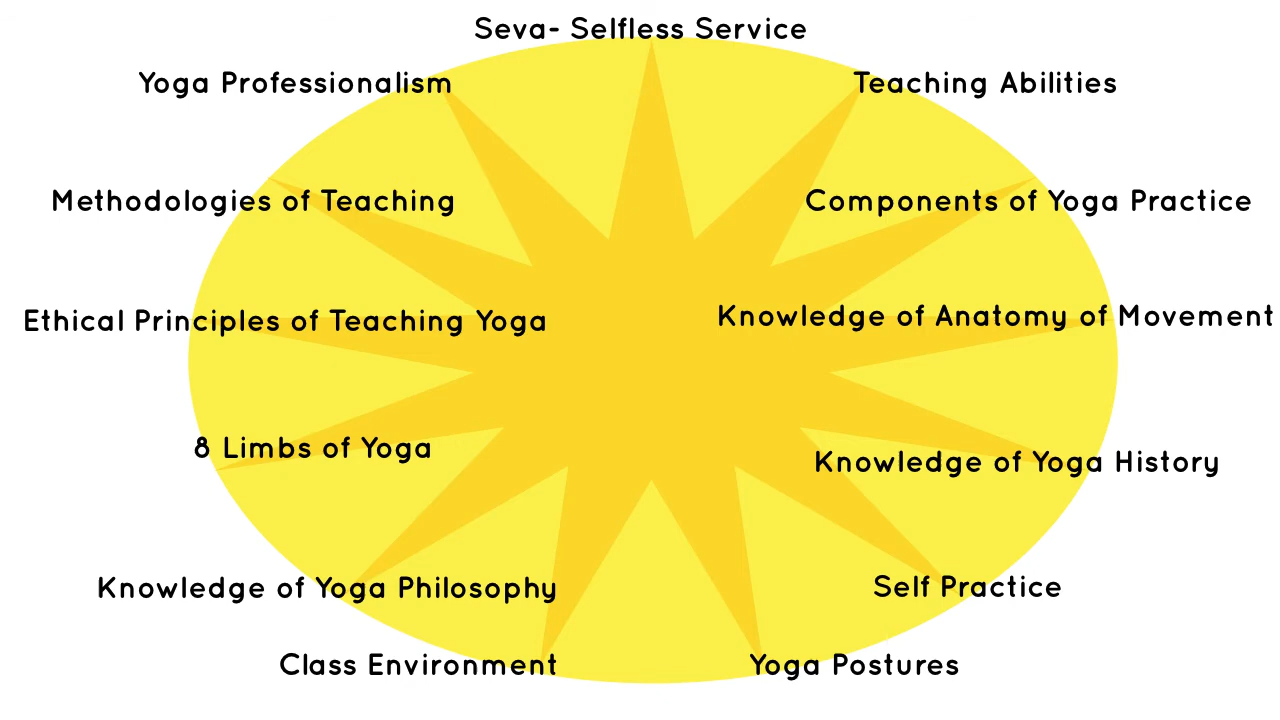 Seva- Selfless Service
Yoga Professionalism
Teaching Abilities
Methodologies of Teaching
Components of Yoga Practice
Ethical Principles of Teaching Yoga
Knowledge of Anatomy of Movement
8 Limbs of Yoga
Knowledge of Yoga History
Knowledge of Yoga Philosophy
Self Practice
Class Environment
Yoga Postures